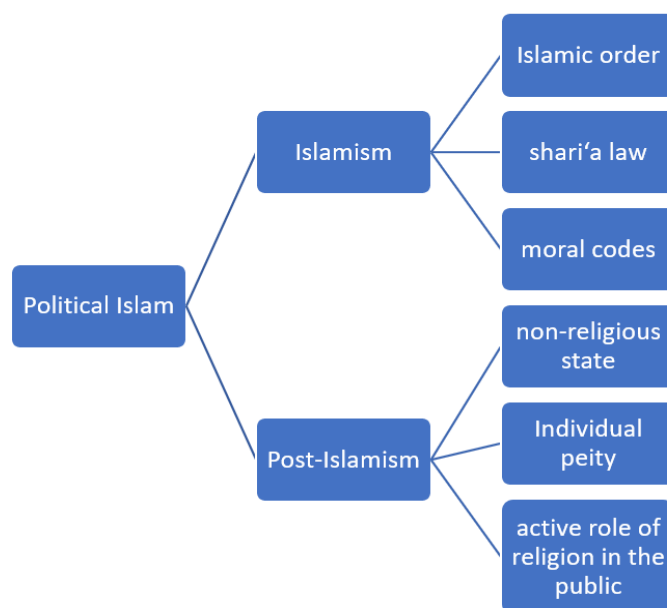 Political Islam
Islamism
Islamic order
shari‘a law
moral codes
Post-Islamism
non-religious
state
Individual
peity
active role of
religion in the
public